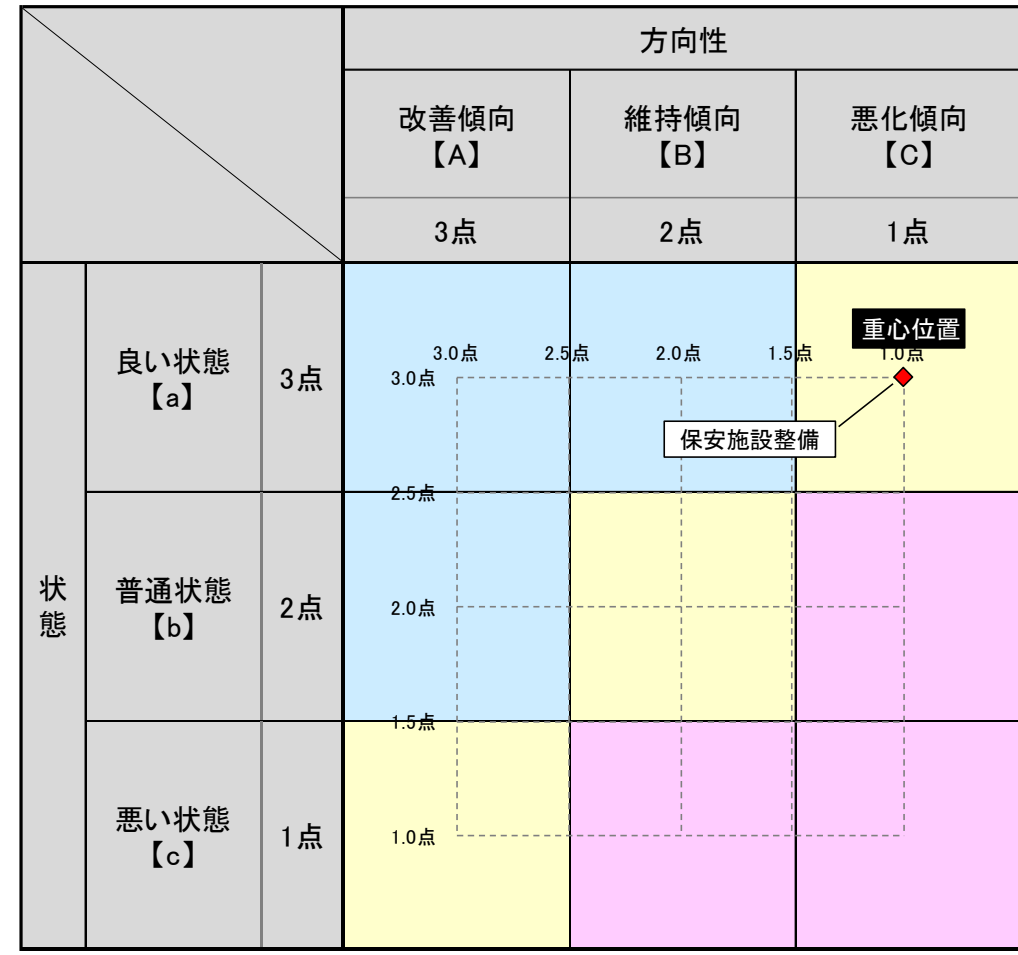 方向性
改善傾向
【A】
維持傾向
【B】
悪化傾向
【C】
3点
2点
1点
状態
良い状態
【a】
3点
普通状態
【b】
2点
悪い状態
【c】
1点
重心位置
3.0点
2.5点
2.0点
1.5点
1.0点
3.0点
保安施設整備
2.5点
2.0点
1.5点
1.0点